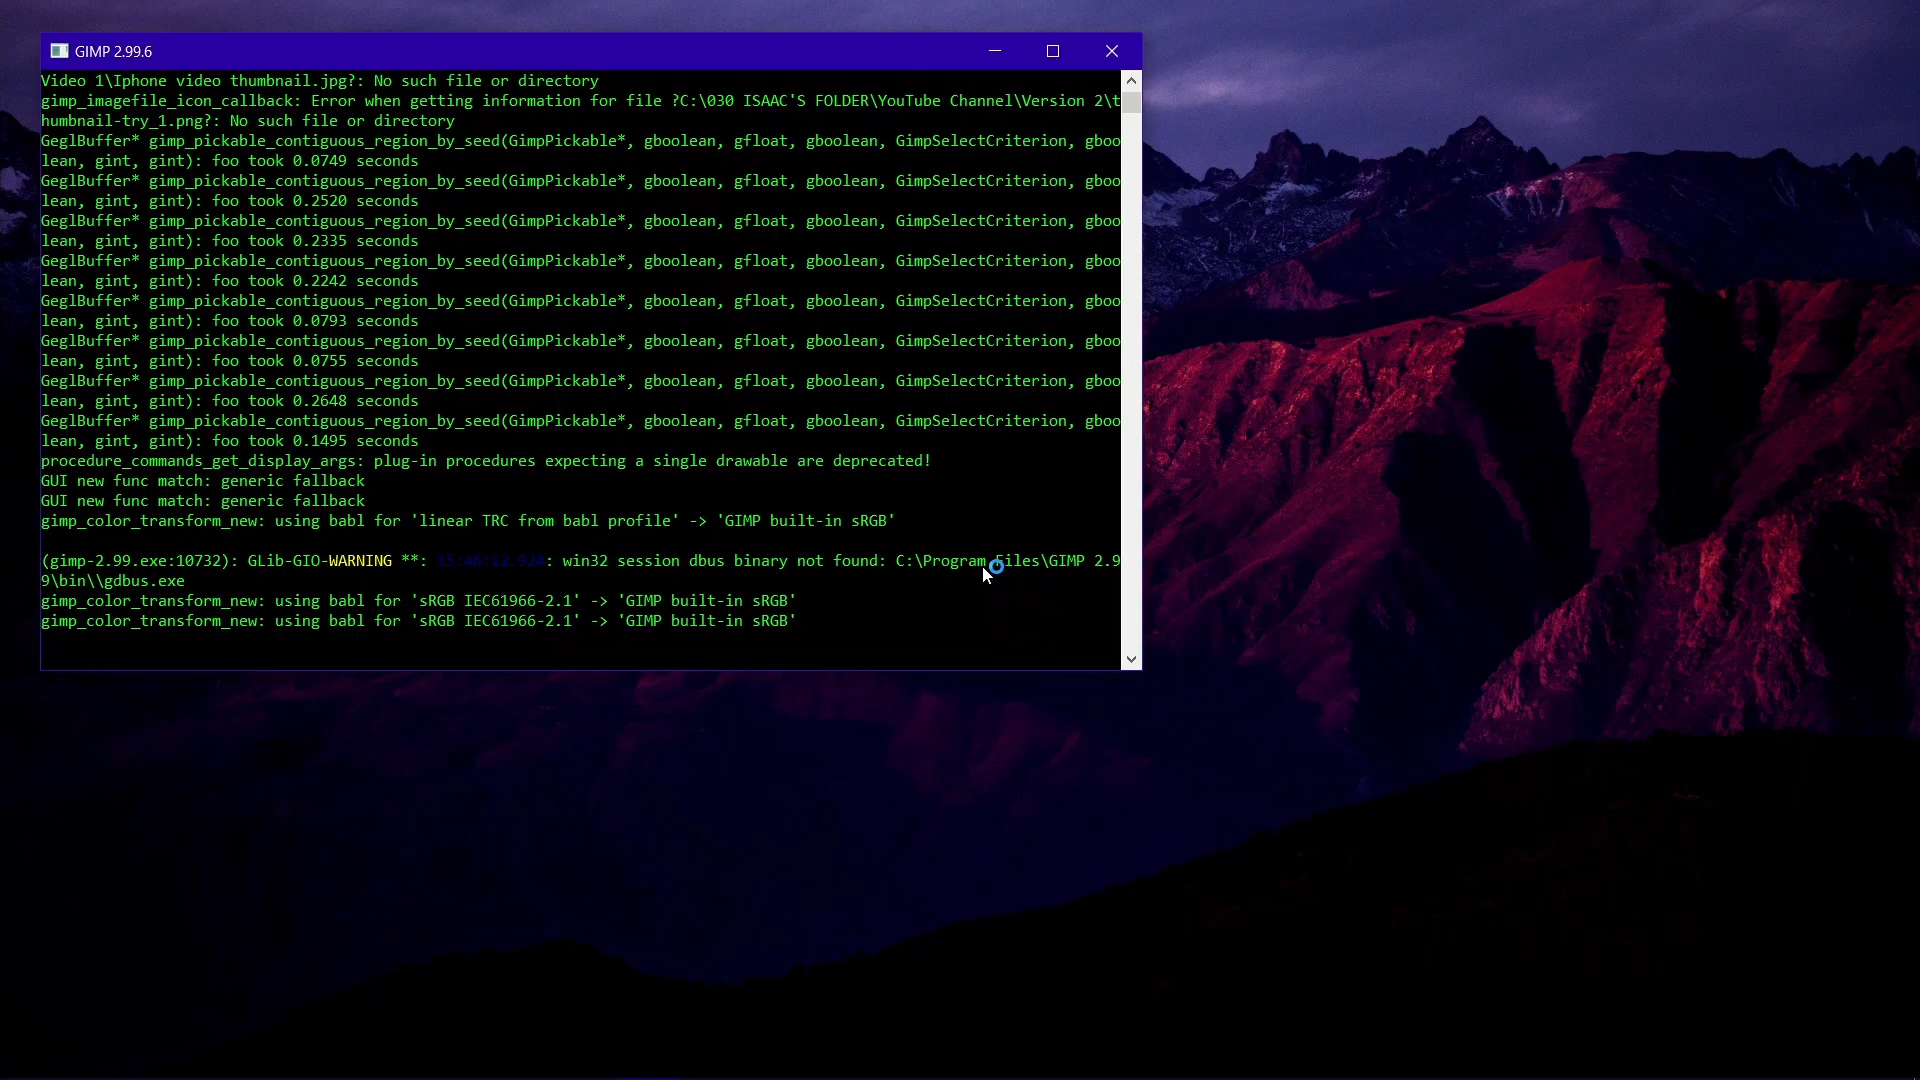 GIMP 2.99.6
Video 1\Iphone video thumbnail.jpg?: No such file or directory
gimp_imagefile_icon_callback: Error when getting information for file ?C:\030 ISAAC'S FOLDER\YouTube Channel\Version 2\t
humbnail-try_1.png?: No such file or directory
GeglBuffer* gimp_pickable_contiguous_region_by_seed(GimpPickable*, gboolean, gfloat, gboolean, GimpSelectCriterion, gboo
lean, gint, gint): foo took 0.0749 seconds
GeglBuffer* gimp_pickable_contiguous_region_by_seed(GimpPickable*, gboolean, gfloat, gboolean, GimpSelectCriterion, gboo
lean, gint, gint): foo took 0.2520 seconds
GeglBuffer* gimp_pickable_contiguous_region_by_seed(GimpPickable*, gboolean, gfloat, gboolean, GimpSelectCriterion, gboo
lean, gint, gint): foo took 0.2335 seconds
GeglBuffer* gimp_pickable_contiguous_region_by_seed(GimpPickable*, gboolean, gfloat, gboolean, GimpSelectCriterion, gboo
lean, gint, gint): foo took 0.2242 seconds
GeglBuffer* gimp_pickable_contiguous_region_by_seed(GimpPickable*, gboolean, gfloat, gboolean, GimpSelectCriterion, gboo
lean, gint, gint): foo took 0.0793 seconds
GeglBuffer* gimp_pickable_contiguous_region_by_seed(GimpPickable*, gboolean, gfloat, gboolean, GimpSelectCriterion, gboo
lean, gint, gint): foo took 0.0755 seconds
GeglBuffer* gimp_pickable_contiguous_region_by_seed(GimpPickable*, gboolean, gfloat, gboolean, GimpSelectCriterion, gboo
lean, gint, gint): foo took 0.2648 seconds
GeglBuffer* gimp_pickable_contiguous_region_by_seed(GimpPickable*, gboolean, gfloat, gboolean, GimpSelectCriterion, gboo
lean, gint, gint): foo took 0.1495 seconds
procedure_commands_get_display_args: plug-in procedures expecting a single drawable are deprecated!
GUI new func match: generic fallback
GUI new func match: generic fallback
gimp_color_transform_new: using babl for 'linear TRC from babl profile' -> 'GIMP built-in sRGB'
(gimp-2.99.exe:10732): GLib-GIO-WARNING **: 15:46:12.924: win32 session dbus binary not found: C:\Program Files\GIMP 2.9
9\bin\\gdbus.exe
gimp_color_transform_new: using babl for 'sRGB IEC61966-2.1' -> 'GIMP built-in sRGB'
gimp_color_transform_new: using babl for 'sRGB IEC61966-2.1' -> 'GIMP built-in sRGB'